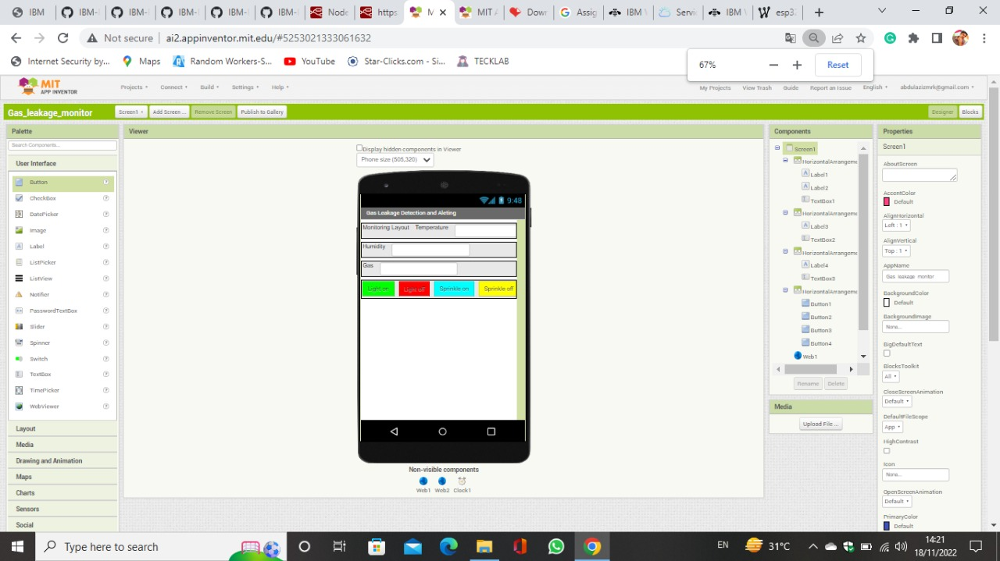 IBM
IBM-
IBM-
IBM-
IBM-
Node
https
MIT A
Down
Assig
IBM W
Servi
IBM W
esp32
Not secure
ai2.appinventor.mit.edu/#5253021333061632
Internet Security by...
Maps
Random Workers-S...
YouTube
Star-Clicks.com - Si...
TECKLAB
67%
Reset
MIT
APP INVENTOR
Projects
Connect
Build
Settings
Help
My Projects
View Trash
Guide
Report an Issue
English
abdulazizmrk@gmail.com
Gas_leakage_monitor
Screen1
Add Screen ...
Remove Screen
Publish to Gallery
Designer
Blocks
Palette
Search Components...
User Interface
Button
CheckBox
DatePicker
Image
Label
ListPicker
ListView
Notifier
PasswordTextBox
Slider
Spinner
Switch
TextBox
TimePicker
WebViewer
Layout
Media
Drawing and Animation
Maps
Charts
Sensors
Social
Viewer
Display hidden components in Viewer
Phone size (505,320)
9:48
Gas Leakage Detection and Aleting
Monitoring Layout Temperature
Humidity
Gas
Light on
Light off
Sprinkle on
Sprinkle off
Non-visible components
Web1
Web2
Clock1
Components
Screen1
HorizontalArrangeme
Label1
Label2
TextBox1
HorizontalArrangeme
Label3
TextBox2
HorizontalArrangeme
Label4
TextBox3
HorizontalArrangeme
Button1
Button2
Button3
Button4
Web1
Rename
Delete
Media
Upload File ...
Properties
Screen1
AboutScreen
AccentColor
Default
AlignHorizontal
Left : 1
AlignVertical
Top : 1
AppName
Gas_leakage_monitor
BackgroundColor
Default
BackgroundImage
None...
BigDefaultText
BlocksToolkit
All
CloseScreenAnimation
Default
DefaultFileScope
App
HighContrast
Icon
None...
OpenScreenAnimation
Default
PrimaryColor
Default
Type here to search
EN
31°C
14:21
18/11/2022